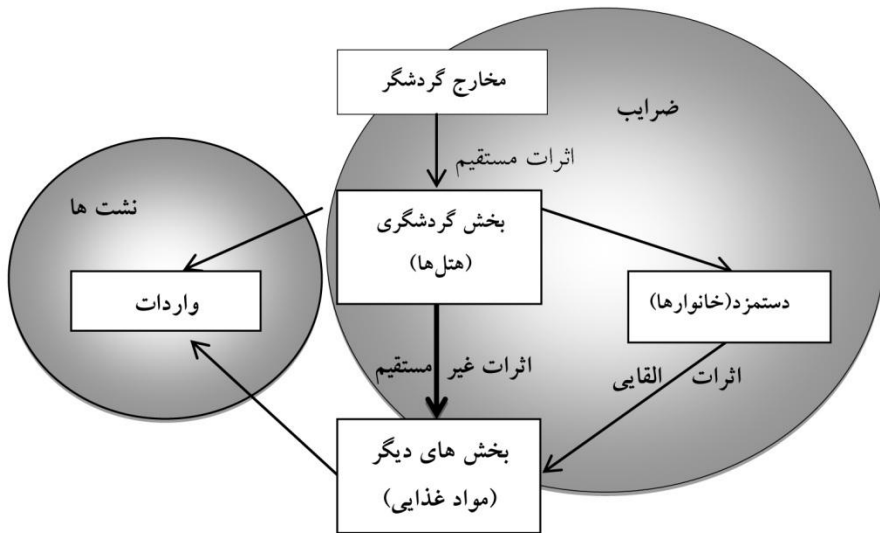 مخارج گردشگر
ضرایب
اثرات مستقیم
نشت ها
بخش گردشگری
(هتل‌ها)
واردات
دستمزد(خانوارها)
اثرات غیر مستقیم
اثرات القایی
بخش های دیگر
(مواد غذایی)